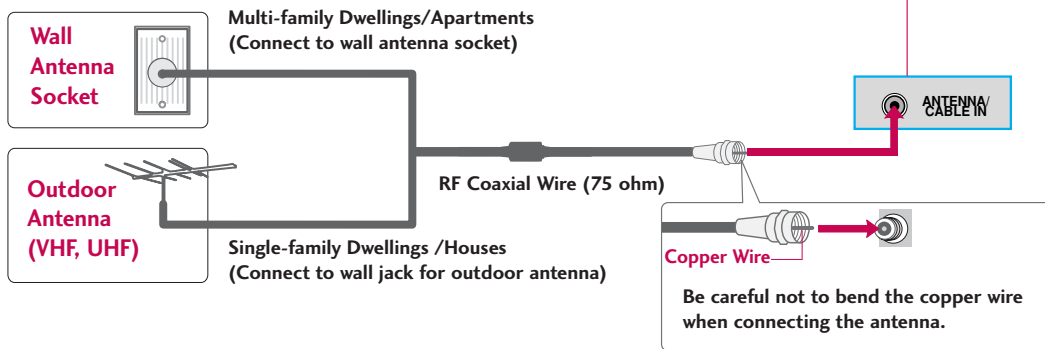 Wall
Antenna
Socket
Multi-family Dwellings/Apartments
(Connect to wall antenna socket)
ANTENNA/
CABLE IN
RF Coaxial Wire (75 ohm)
Outdoor
Antenna
(VHF, UHF)
Single-family Dwellings /Houses
(Connect to wall jack for outdoor antenna)
Copper Wire
Be careful not to bend the copper wire
when connecting the antenna.